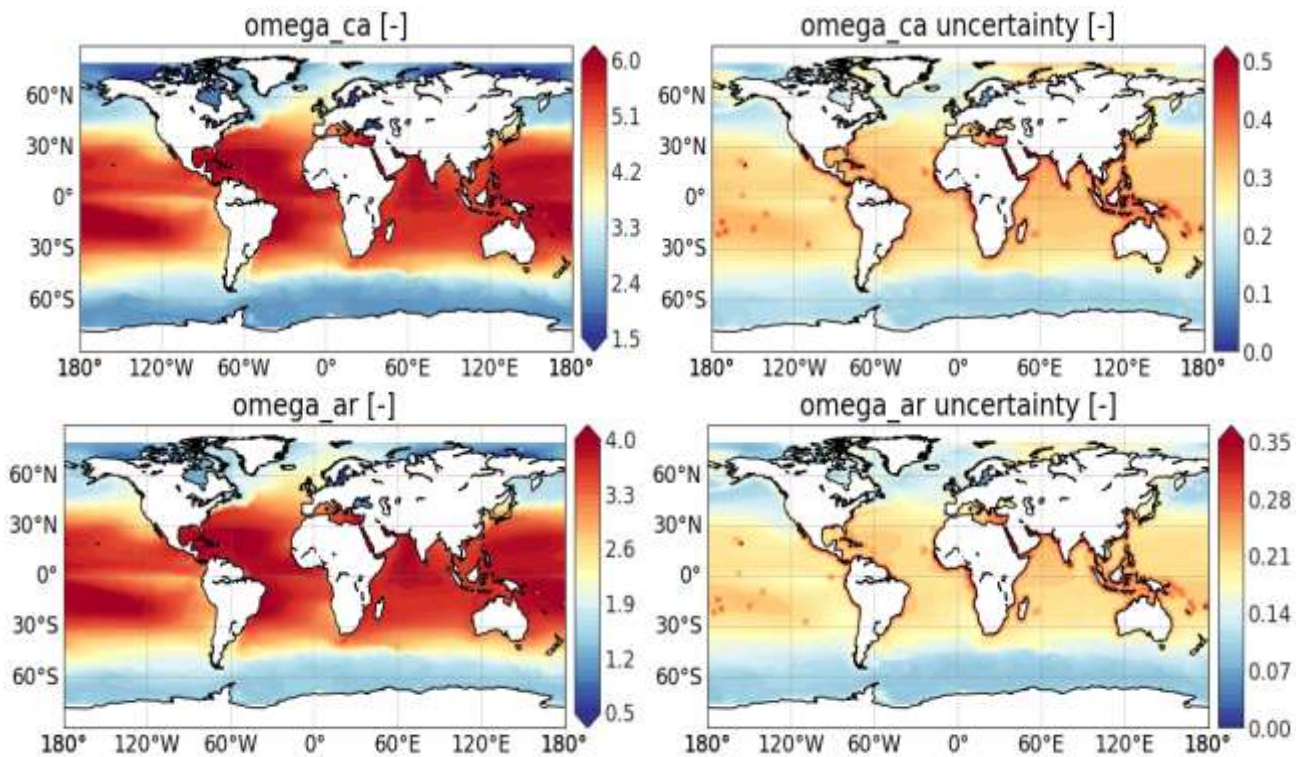 omega_ca [-]
60°N
30°N
0°
30°S
60°S
180° 120°W 60°W 0° 60°E 120°E 180°
6.0
5.1
4.2
3.3
2.4
1.5
omega_ca uncertainty [-]
60°N
30°N
0°
30°S
60°S
180° 120°W 60°W 0° 60°E 120°E 180°
0.5
0.4
0.3
0.2
0.1
0.0
omega_ar [-]
60°N
30°N
0°
30°S
60°S
180° 120°W 60°W 0° 60°E 120°E 180°
4.0
3.3
2.6
1.9
1.2
0.5
omega_ar uncertainty [-]
60°N
30°N
0°
30°S
60°S
180° 120°W 60°W 0° 60°E 120°E 180°
0.35
0.28
0.21
0.14
0.07
0.00